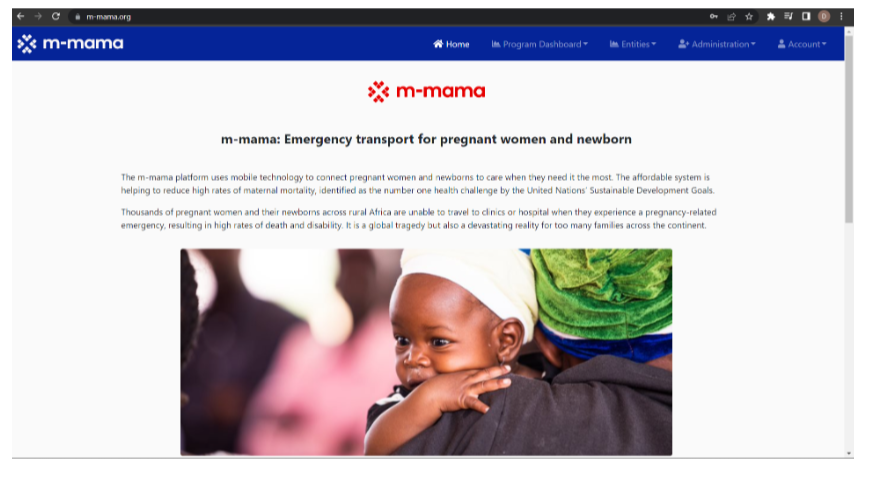 m-mama.org
m-mama
Home
Program Dashboard
Entities
Administration
Account
m-mama
m-mama: Emergency transport for pregnant women and newborn
The m-mama platform uses mobile technology to connect pregnant women and newborns to care when they need it the most. The affordable system is
helping to reduce high rates of maternal mortality, identified as the number one health challenge by the United Nations' Sustainable Development Goals.
Thousands of pregnant women and their newborns across rural Africa are unable to travel to clinics or hospital when they experience a pregnancy-related
emergency, resulting in high rates of death and disability. It is a global tragedy but also a devastating reality for too many families across the continent.